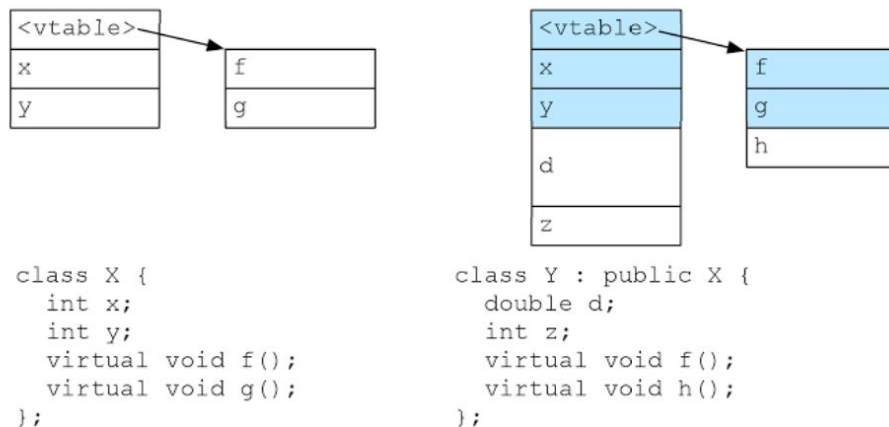 <vtable>
x
y
f
g
<vtable>
x
y
d
z
f
g
h
class X {
  int x;
  int y;
  virtual void f();
  virtual void g();
};
class Y : public X {
  double d;
  int z;
  virtual void f();
  virtual void h();
};